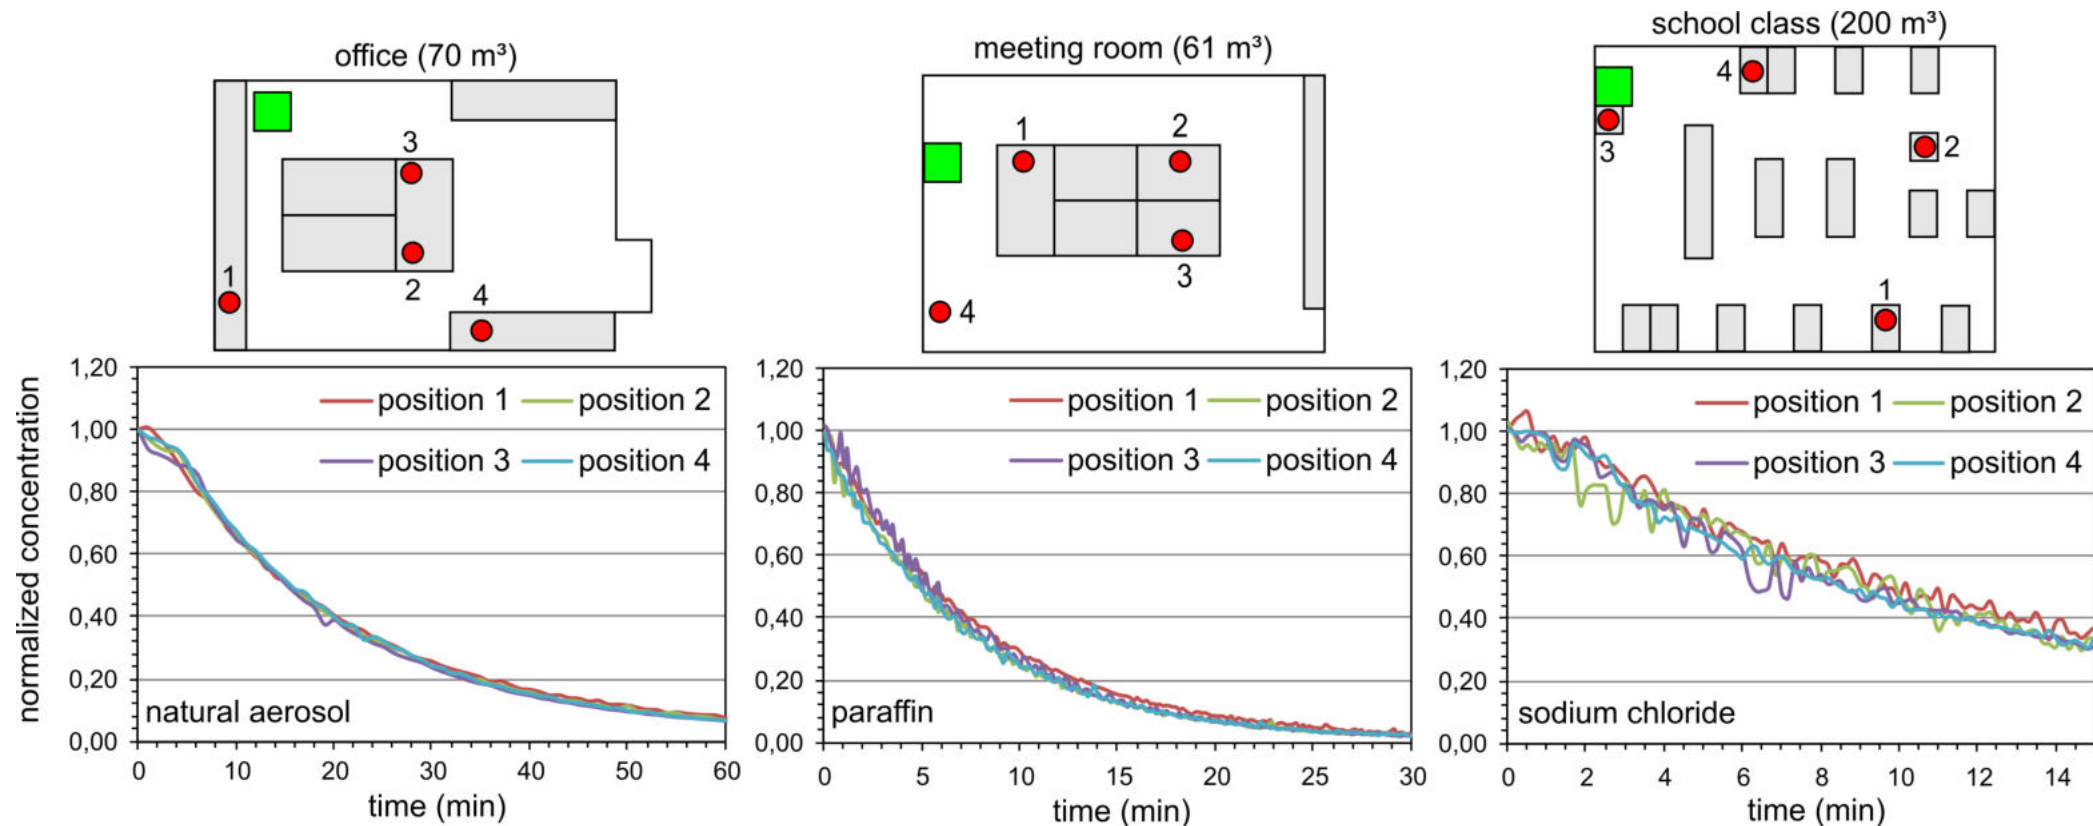 office (70 m³)
3
1
2
4
meeting room (61 m³)
1
2
3
4
school class (200 m³)
4
3
2
1
normalized concentration
1,20
1,00
0,80
0,60
0,40
0,20
0,00
position 1
position 2
position 3
position 4
natural aerosol
0 10 20 30 40 50 60
time (min)
1,20
1,00
0,80
0,60
0,40
0,20
0,00
position 1
position 2
position 3
position 4
paraffin
0 5 10 15 20 25 30
time (min)
1,20
1,00
0,80
0,60
0,40
0,20
0,00
position 1
position 2
position 3
position 4
sodium chloride
0 2 4 6 8 10 12 14
time (min)